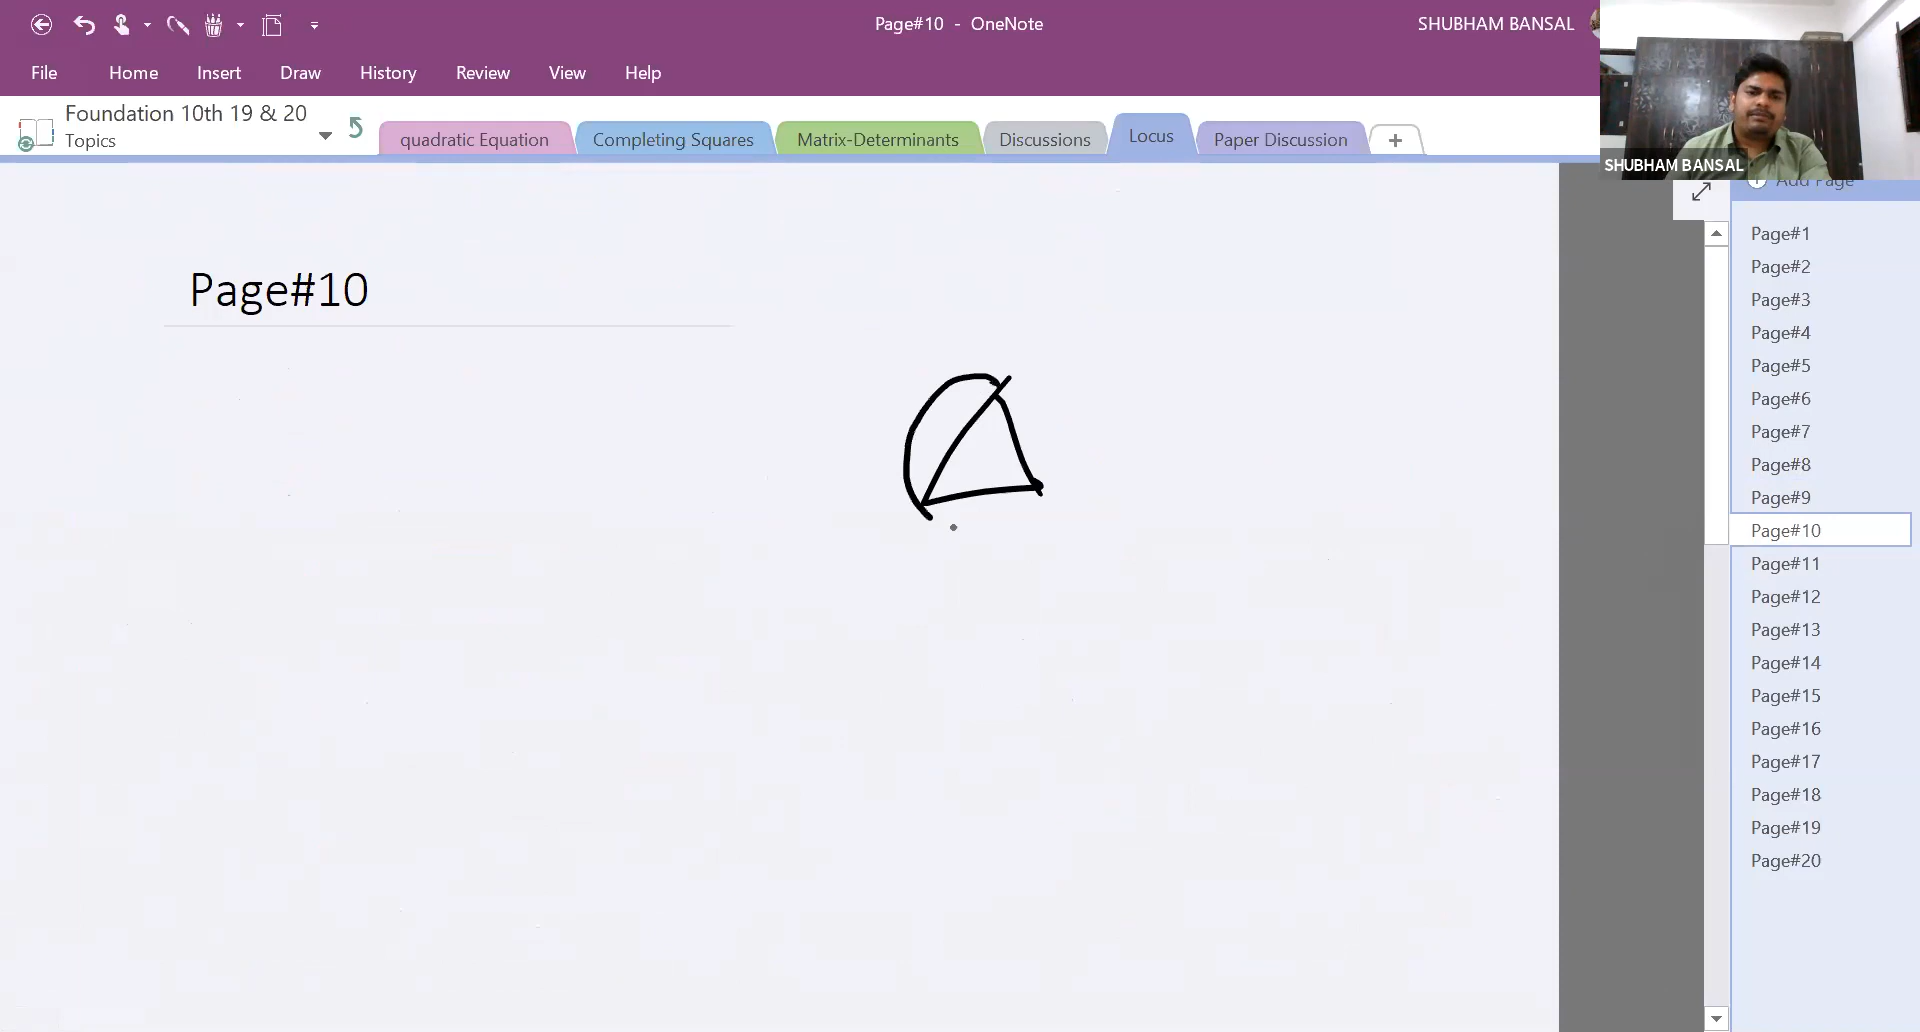 Page#10 - OneNote
SHUBHAM BANSAL
File Home Insert Draw History Review View Help
Foundation 10th 19 & 20
Topics
quadratic Equation Completing Squares Matrix-Determinants Discussions Locus Paper Discussion +
SHUBHAM BANSAL
Add Page
Page#10
Page#1
Page#2
Page#3
Page#4
Page#5
Page#6
Page#7
Page#8
Page#9
Page#10
Page#11
Page#12
Page#13
Page#14
Page#15
Page#16
Page#17
Page#18
Page#19
Page#20